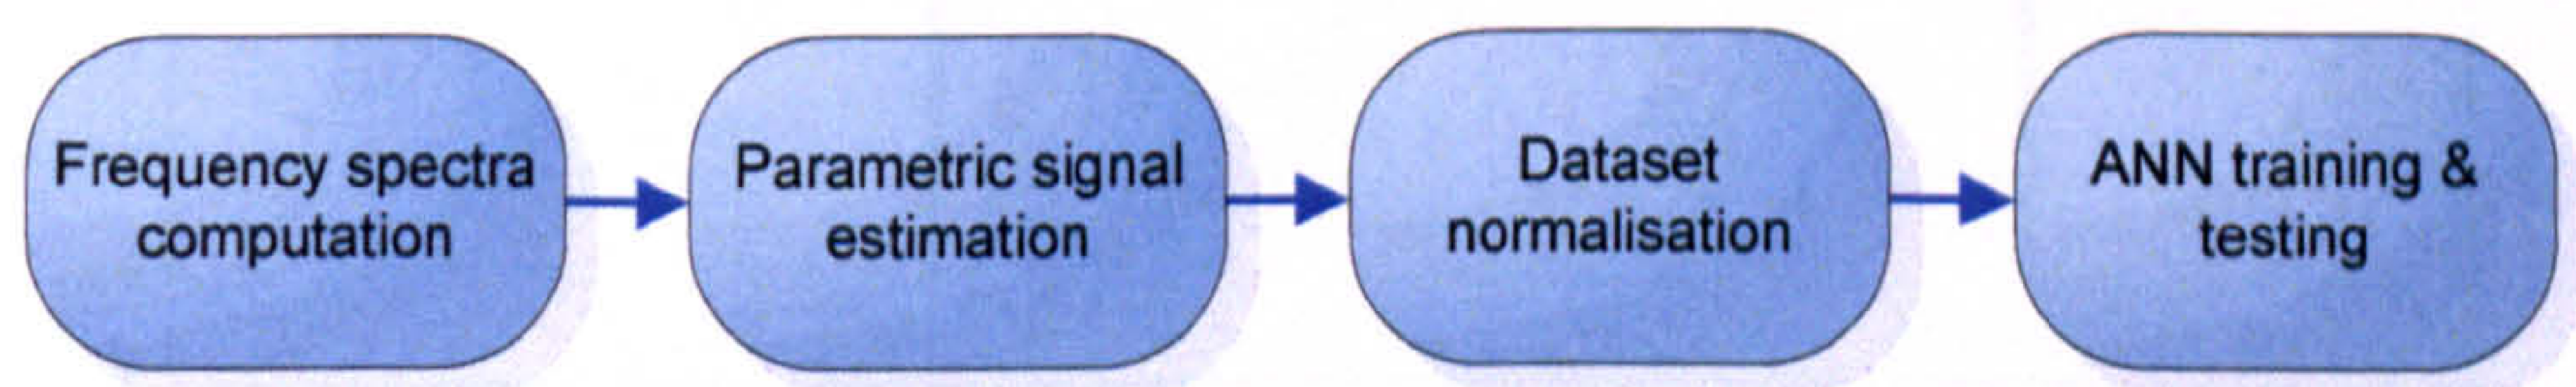 Frequency spectra
computation
Parametric signal
estimation
Dataset
normalisation
ANN training &
testing